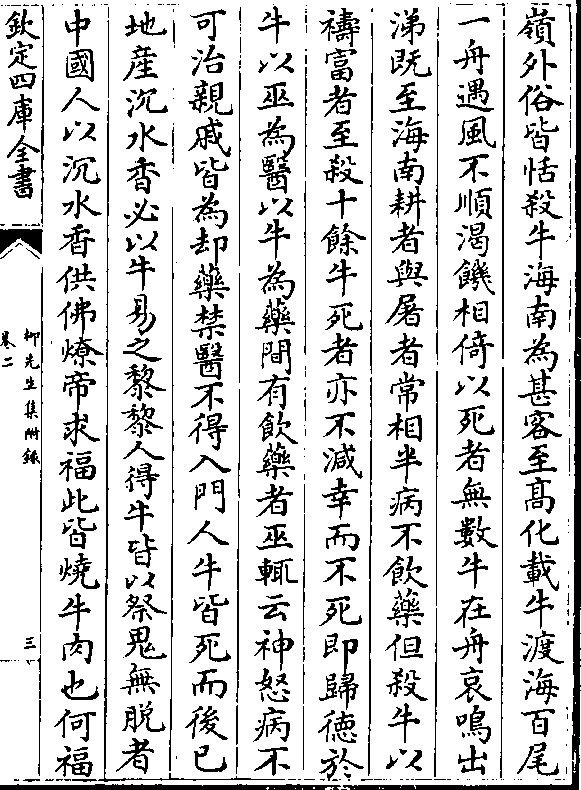 嶺外俗皆恬殺牛海南為甚客至髙化載牛渡海百尾
一舟遇風不順渴饑相倚以死者無數牛在舟哀鳴出
涕既至海南耕者與屠者常相半病不飲藥但殺牛以
禱富者至殺十餘牛死者亦不減幸而不死即歸徳於
牛以巫為醫以牛為藥間有飲藥者巫輒云神怒病不
可治親戚皆為却藥禁醫不得入門人牛皆死而後已
地産沉水香必以牛易之黎黎人得牛皆以祭鬼無脱者
中國人以沉水香供佛燎帝求福此皆燒牛肉也何福
欽定四庫全書
柳先生集附録
卷二
三